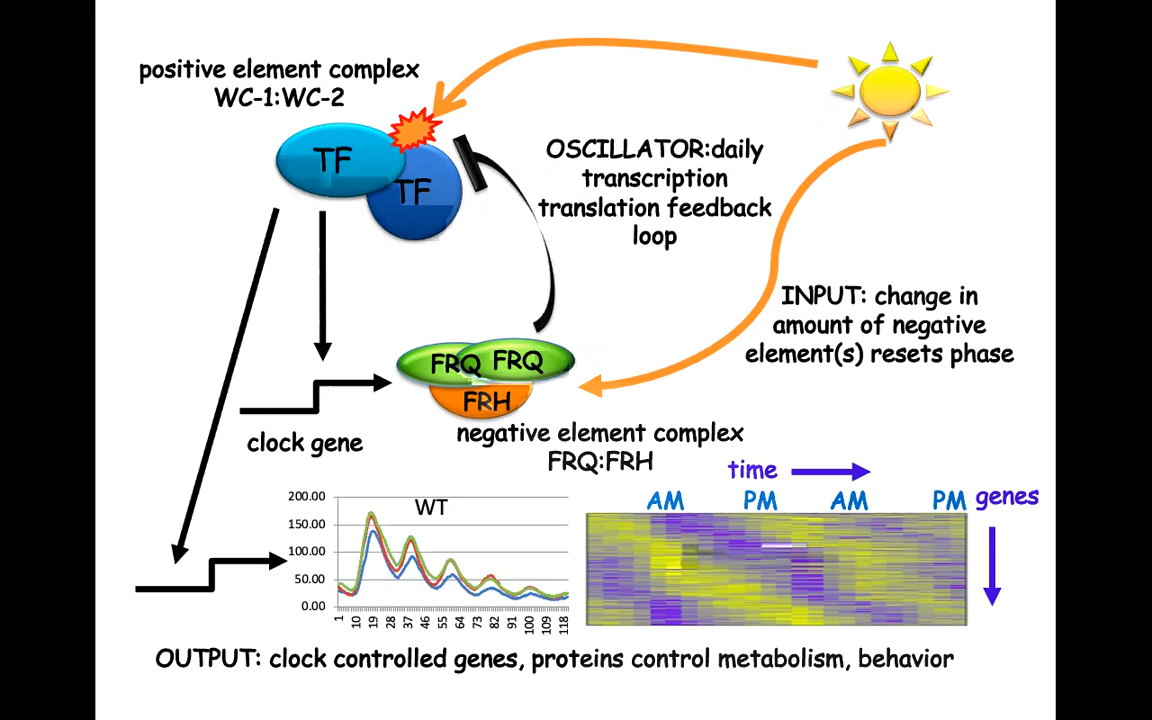 positive element complex
WC-1:WC-2
TF
TF
OSCILLATOR:daily
transcription
translation feedback
loop
INPUT: change in
amount of negative
element(s) resets phase
FRQ FRQ
FRH
clock gene
negative element complex
FRQ:FRH
time
AM PM AM PM genes
WT
200.00
150.00
100.00
50.00
0.00
1 10 19 28 37 46 55 64 73 82 91 100 109 118
OUTPUT: clock controlled genes, proteins control metabolism, behavior